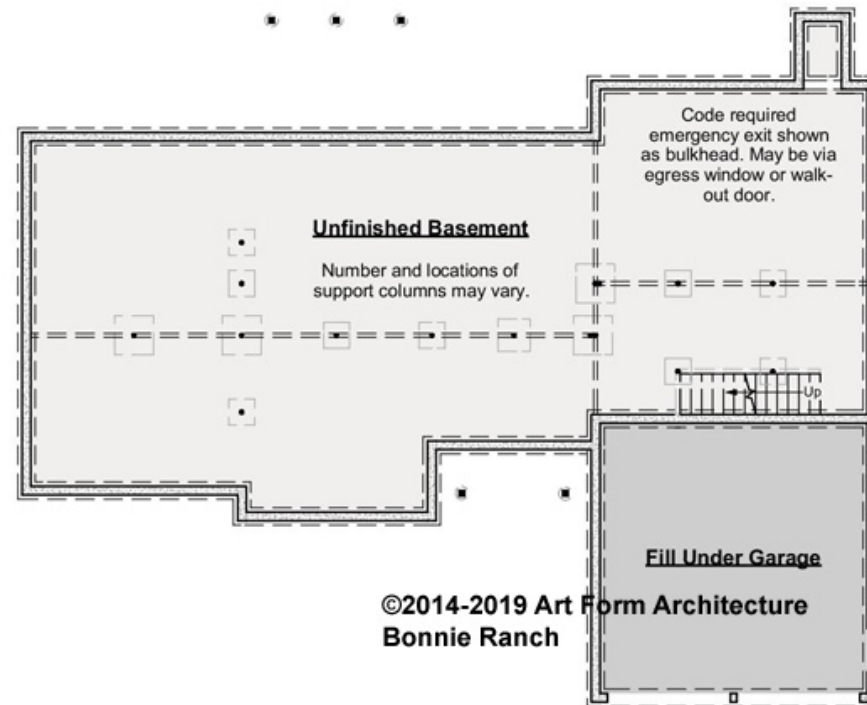 Code required
emergency exit shown
as bulkhead. May be via
egress window or walk-
out door.
Unfinished Basement
Number and locations of
support columns may vary.
Up
Fill Under Garage
©2014-2019 Art Form Architecture
Bonnie Ranch